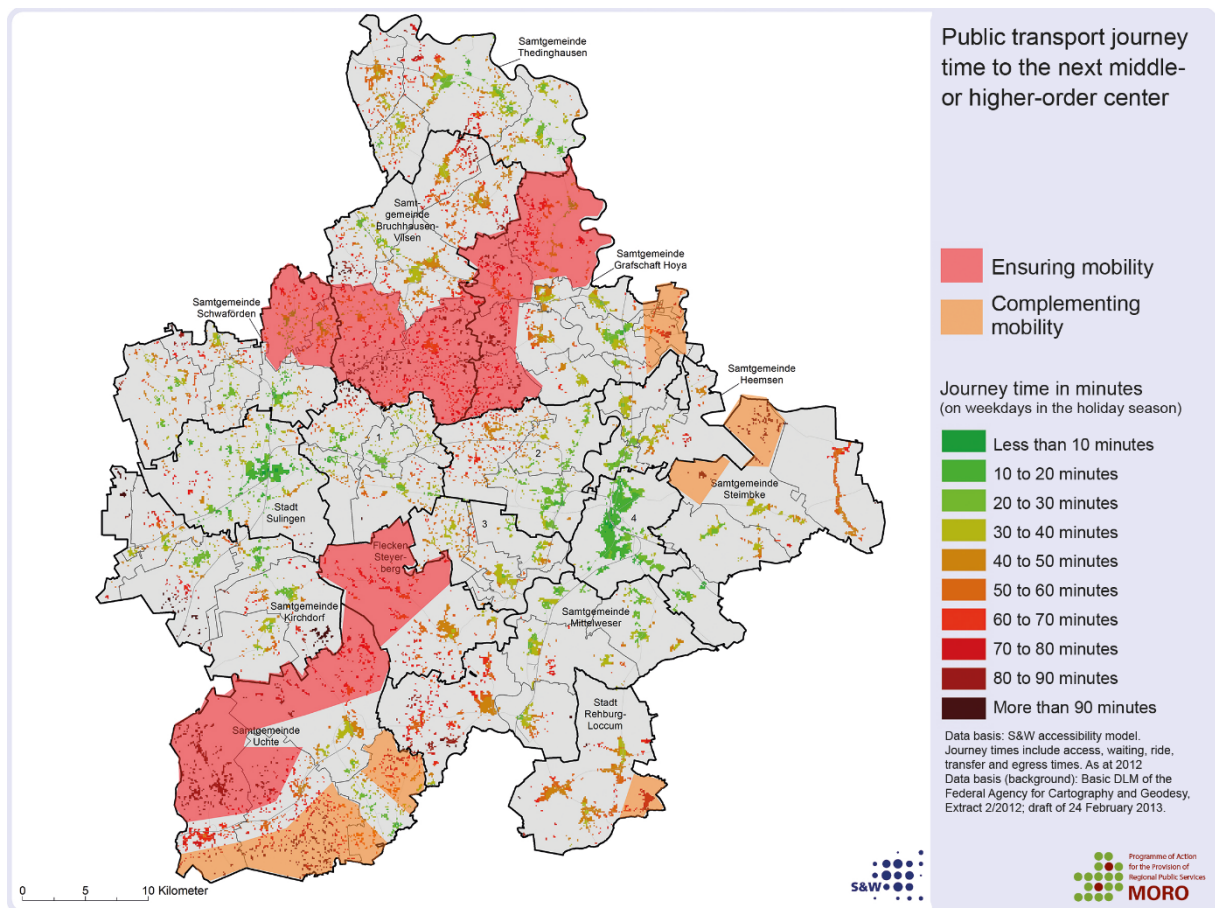 Public transport journey
time to the next middle-
or higher-order center
Ensuring mobility
Complementing
mobility
Journey time in minutes
(on weekdays in the holiday season)
Less than 10 minutes
10 to 20 minutes
20 to 30 minutes
30 to 40 minutes
40 to 50 minutes
50 to 60 minutes
60 to 70 minutes
70 to 80 minutes
80 to 90 minutes
More than 90 minutes
Data basis: S&W accessibility model.
Journey times include access, waiting, ride,
transfer and egress times. As at 2012
Data basis (background): Basic DLM of the
Federal Agency for Cartography and Geodesy,
Extract 2/2012; draft of 24 February 2013.
Samtgemeinde
Thedinghausen
Samt-
gemeinde
Bruchhausen-
Vilsen
Samtgemeinde
Grafschaft Hoya
Samtgemeinde
Schwaförden
Samtgemeinde
Heemsen
1
2
Samtgemeinde
Steimbke
Stadt
Sulingen
3
4
Flecken
Steyer-
berg
Samtgemeinde
Kirchdorf
Samtgemeinde
Mittelweser
Stadt
Rehburg-
Loccum
Samtgemeinde
Uchte
0 5 10 Kilometer
S&W
Programme of Action
for the Provision of
Regional Public Services
MORO